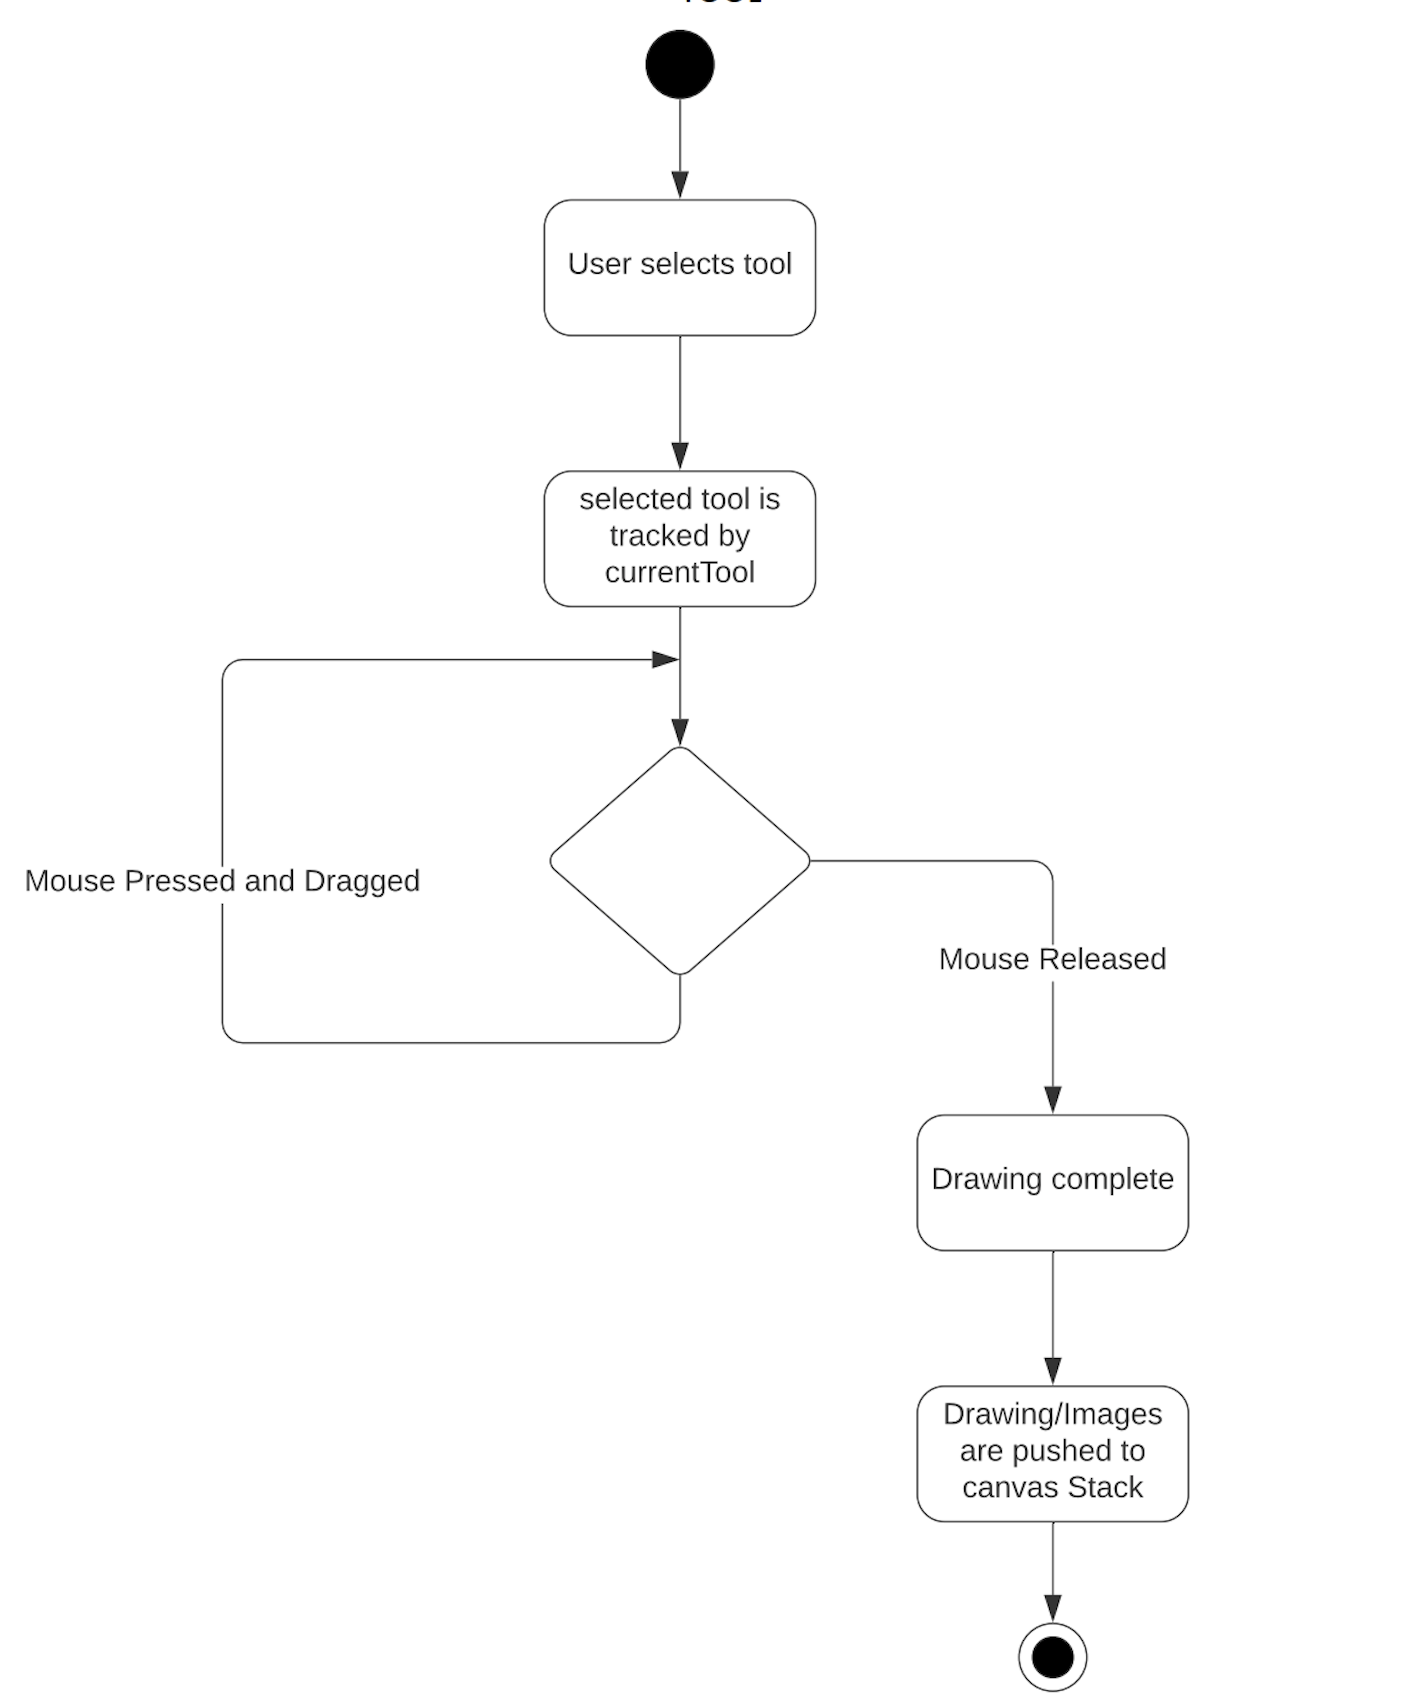 User selects tool
selected tool is
tracked by
currentTool
Mouse Pressed and Dragged
Mouse Released
Drawing complete
Drawing/Images
are pushed to
canvas Stack